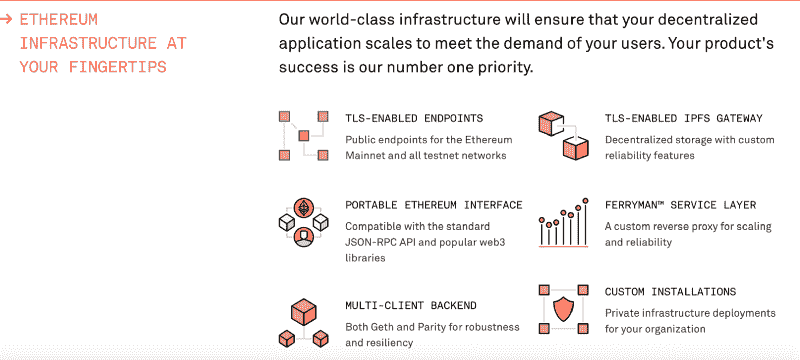 → ETHEREUM
INFRASTRUCTURE AT
YOUR FINGERTIPS
Our world-class infrastructure will ensure that your decentralized
application scales to meet the demand of your users. Your product's
success is our number one priority.
TLS-ENABLED ENDPOINTS
Public endpoints for the Ethereum
Mainnet and all testnet networks
TLS-ENABLED IPFS GATEWAY
Decentralized storage with custom
reliability features
PORTABLE ETHEREUM INTERFACE
Compatible with the standard
JSON-RPC API and popular web3
libraries
FERRYMAN™ SERVICE LAYER
A custom reverse proxy for scaling
and reliability
MULTI-CLIENT BACKEND
Both Geth and Parity for robustness
and resiliency
CUSTOM INSTALLATIONS
Private infrastructure deployments
for your organization